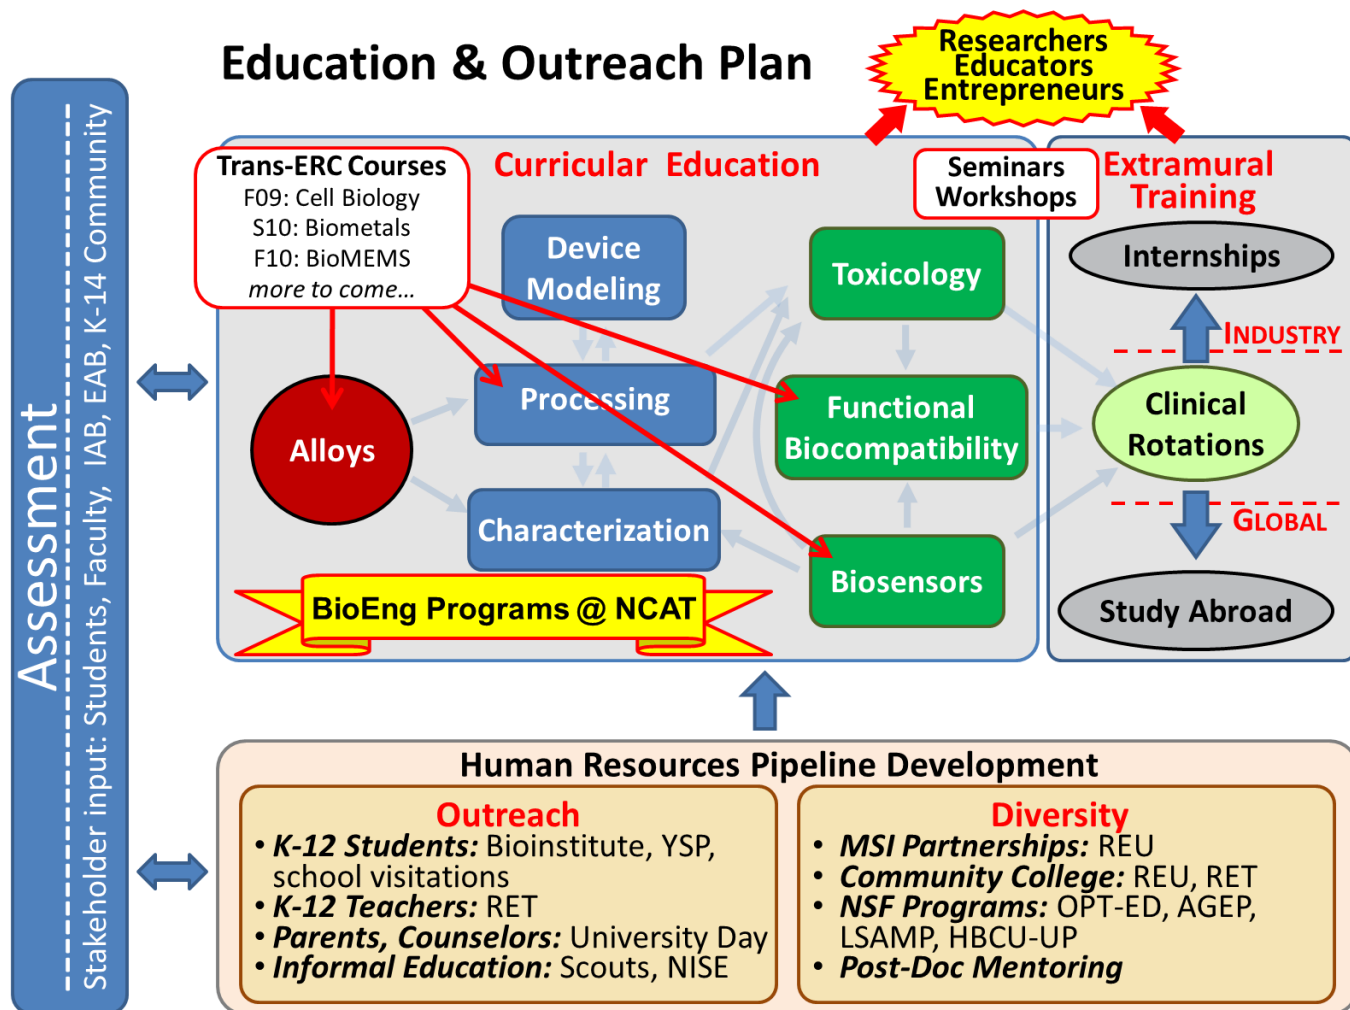 Education & Outreach Plan
Researchers
Educators
Entrepreneurs
Assessment
Stakeholder input: Students, Faculty, IAB, EAB, K-14 Community
Trans-ERC Courses
F09: Cell Biology
S10: Biometals
F10: BioMEMS
more to come...
Curricular Education
Seminars
Workshops
Extramural
Training
Device
Modeling
Toxicology
Internships
INDUSTRY
Processing
Functional
Biocompatibility
Clinical
Rotations
Alloys
Characterization
GLOBAL
Biosensors
Study Abroad
BioEng Programs @ NCAT
Human Resources Pipeline Development
Outreach
• K-12 Students: Bioinstitute, YSP,
school visitations
• K-12 Teachers: RET
• Parents, Counselors: University Day
• Informal Education: Scouts, NISE
Diversity
• MSI Partnerships: REU
• Community College: REU, RET
• NSF Programs: OPT-ED, AGEP,
LSAMP, HBCU-UP
• Post-Doc Mentoring